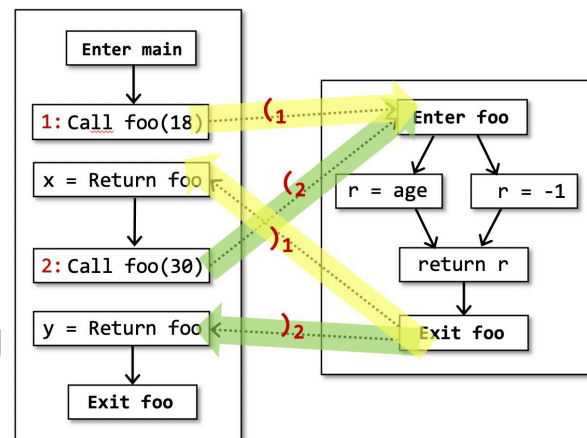 Enter main
1: Call foo(18)
x = Return foo
2: Call foo(30)
y = Return foo
Exit foo
(1
(2
)1
)2
Enter foo
r = age
r = -1
return r
Exit foo